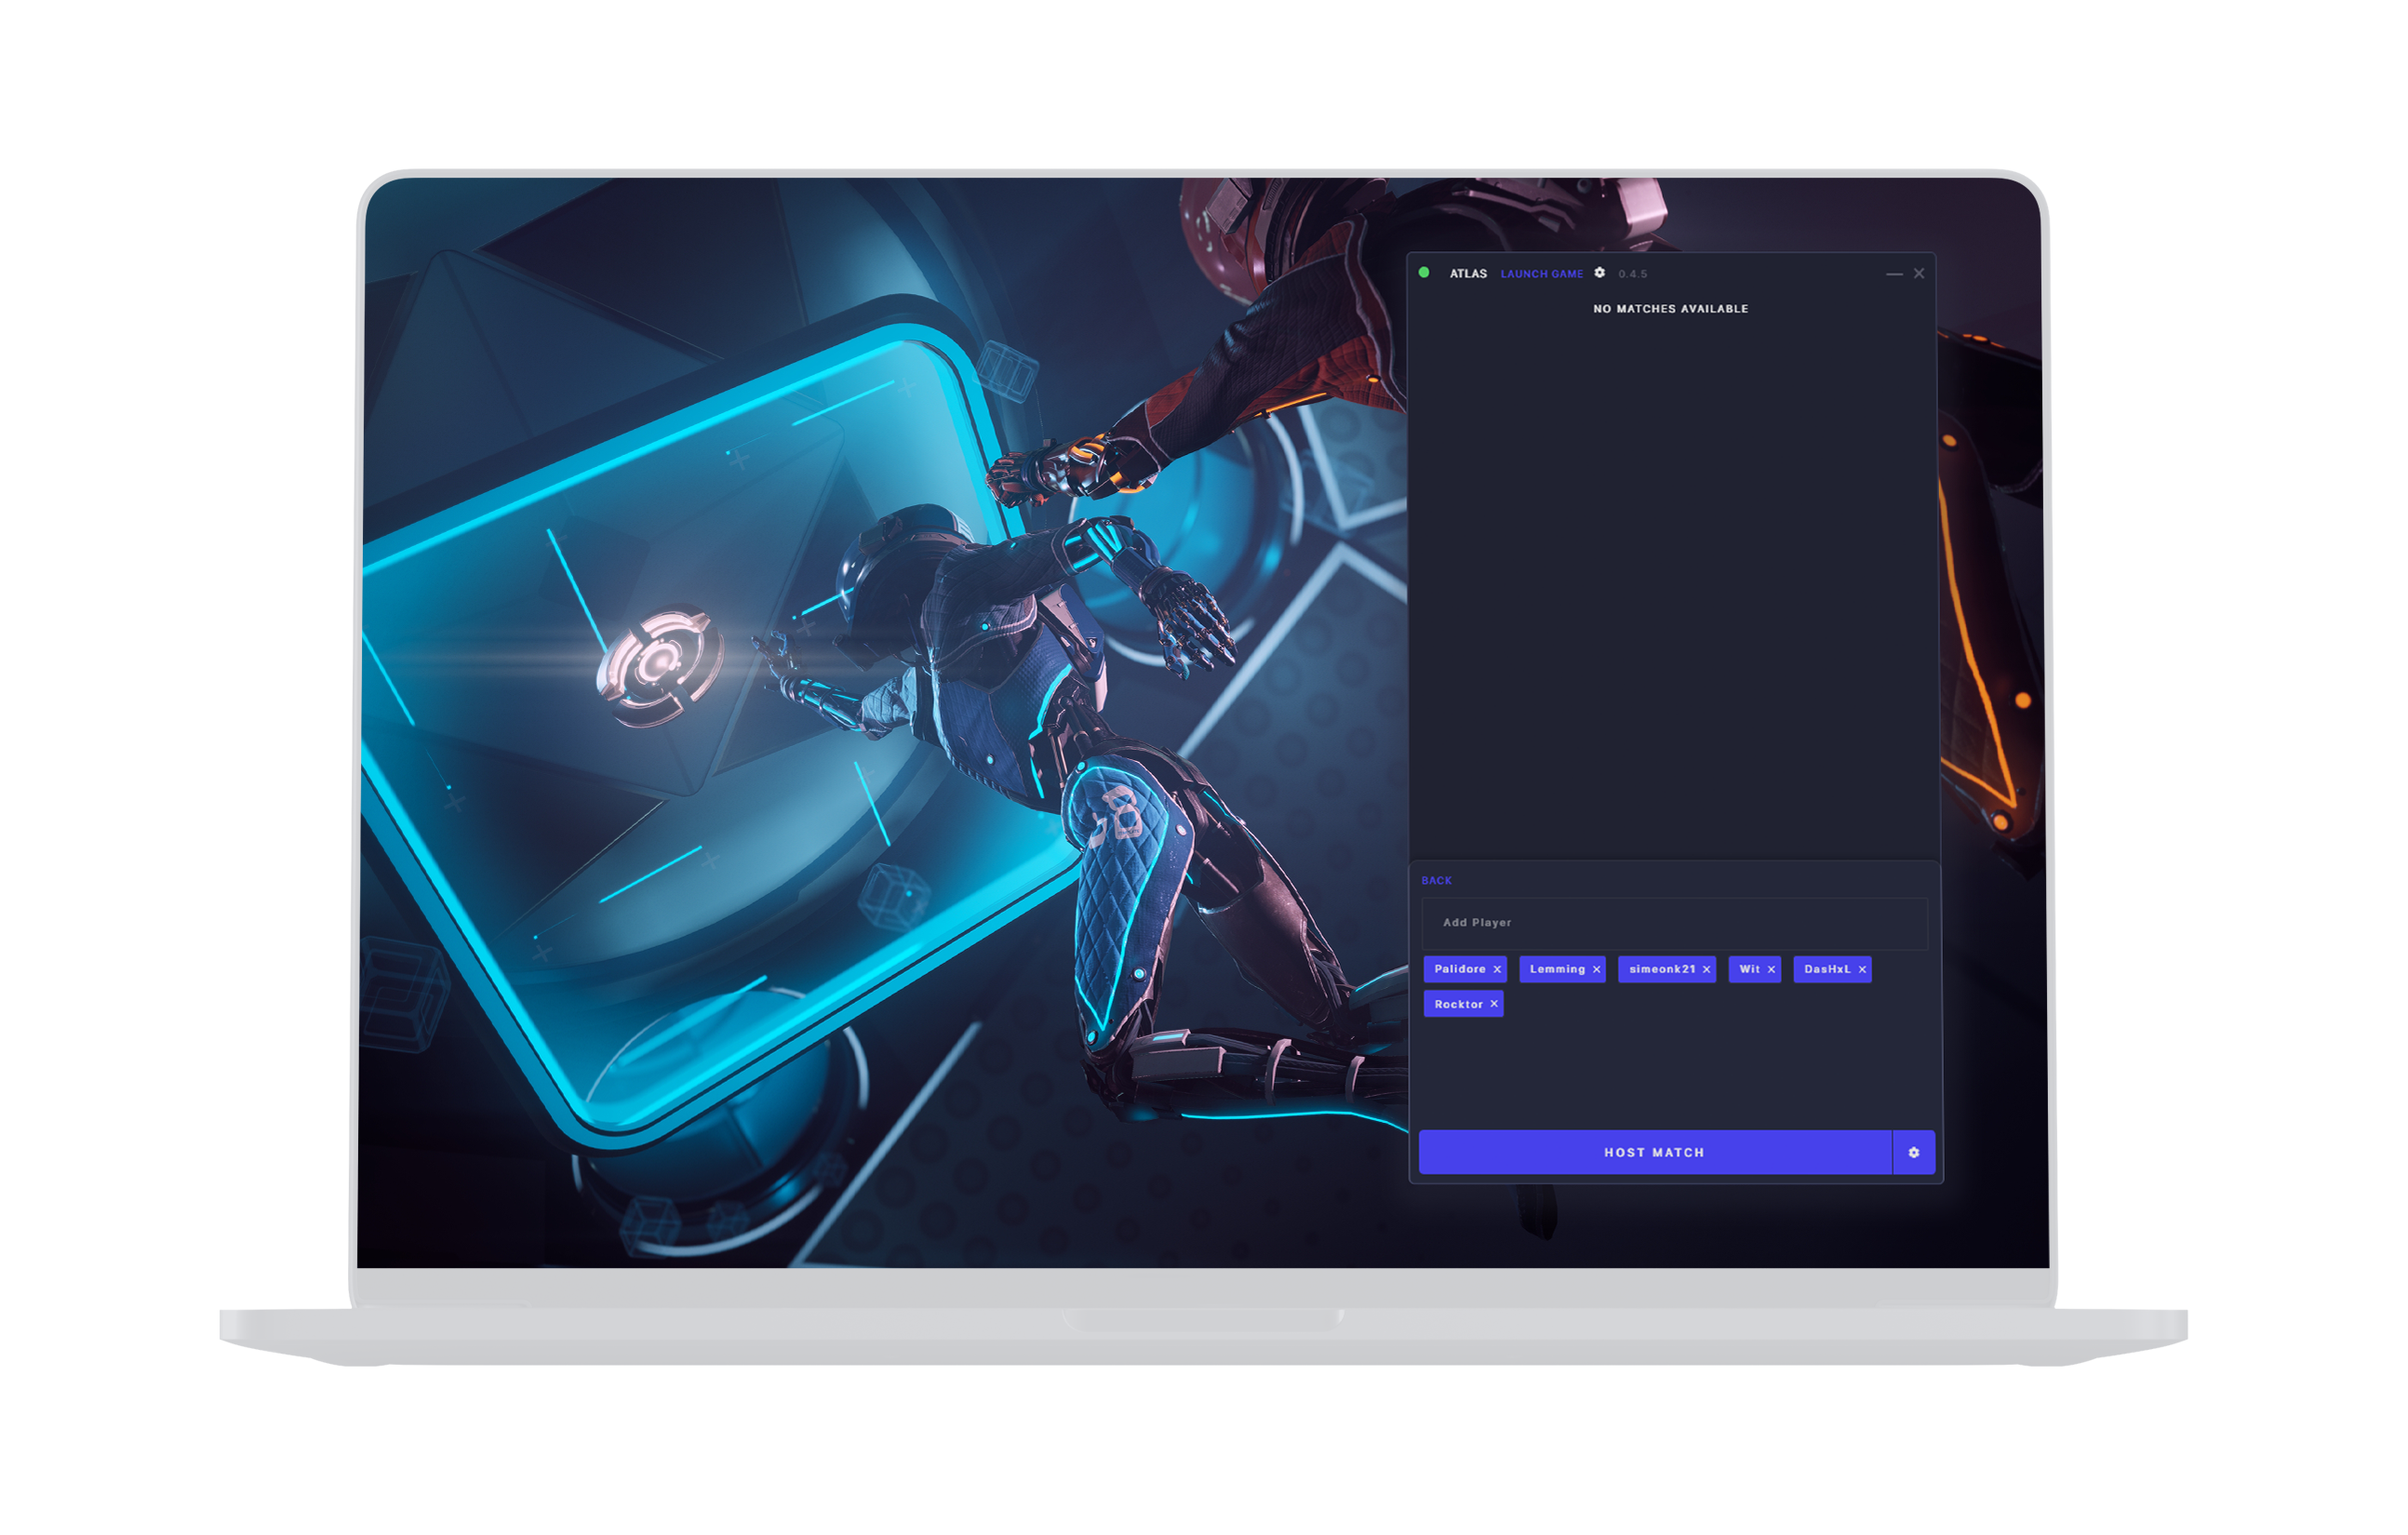 ATLAS LAUNCH GAME 0.4.5
NO MATCHES AVAILABLE
BACK
Add Player
Palidore × Lemming × simeonk21 × Wit × DasHxL ×
Rocktor ×
HOST MATCH